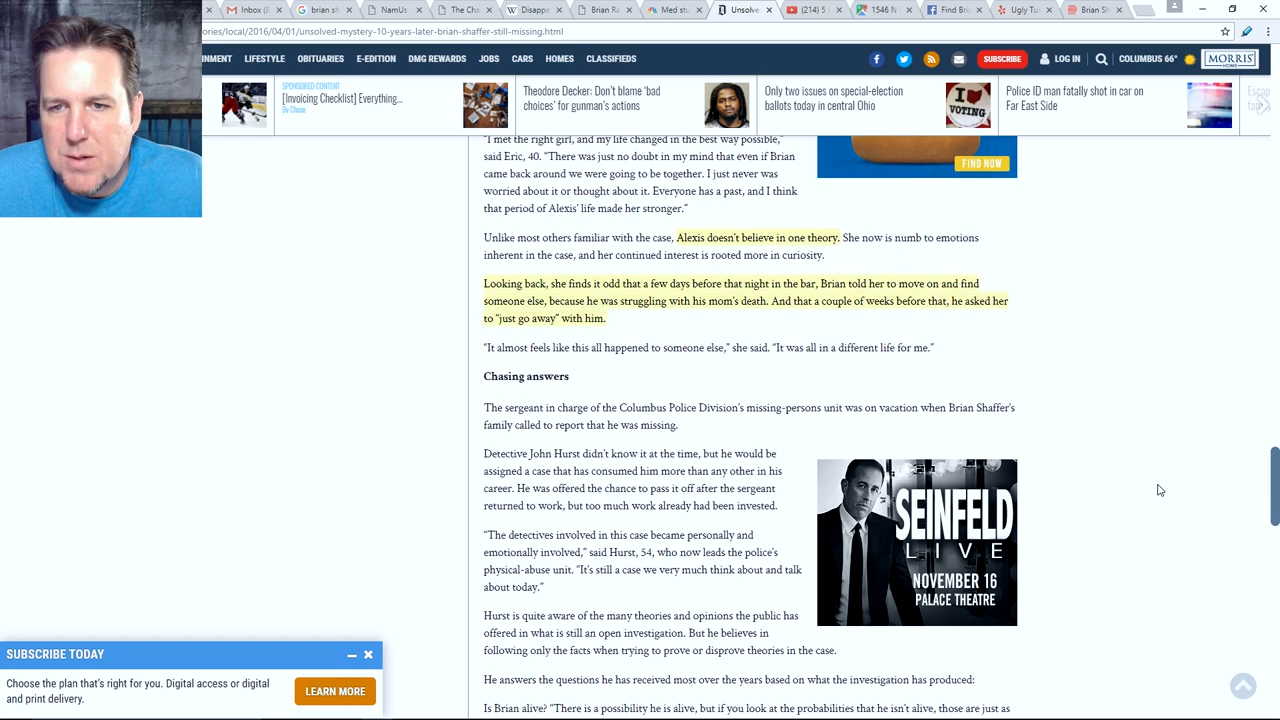 Inbox (B
brian sh
NamUs
The Cha
Disappe
Brian Ra
Med stu
Unsolve
(214) 5
1546 N
Find Bri
Ugly Tu
Brian Sh
ories/local/2016/04/01/unsolved-mystery-10-years-later-brian-shaffer-still-missing.html
INMENT LIFESTYLE OBITUARIES E-EDITION DMG REWARDS JOBS CARS HOMES CLASSIFIEDS SUBSCRIBE LOG IN COLUMBUS 66° MORRIS HOME
SPONSORED CONTENT
[Invoicing Checklist] Everything...
By Chase
Theodore Decker: Don't blame 'bad
choices' for gunman's actions
Only two issues on special-election
ballots today in central Ohio
I VOTING
Police ID man fatally shot in car on
Far East Side
Escap
"I met the right girl, and my life changed in the best way possible,"
said Eric, 40. "There was just no doubt in my mind that even if Brian
came back around we were going to be together. I just never was
worried about it or thought about it. Everyone has a past, and I think
that period of Alexis' life made her stronger."
FIND NOW
Unlike most others familiar with the case, Alexis doesn't believe in one theory. She now is numb to emotions
inherent in the case, and her continued interest is rooted more in curiosity.
Looking back, she finds it odd that a few days before that night in the bar, Brian told her to move on and find
someone else, because he was struggling with his mom's death. And that a couple of weeks before that, he asked her
to "just go away" with him.
"It almost feels like this all happened to someone else," she said. "It was all in a different life for me."
Chasing answers
The sergeant in charge of the Columbus Police Division's missing-persons unit was on vacation when Brian Shaffer's
family called to report that he was missing.
Detective John Hurst didn't know it at the time, but he would be
assigned a case that has consumed him more than any other in his
career. He was offered the chance to pass it off after the sergeant
returned to work, but too much work already had been invested.
"The detectives involved in this case became personally and
emotionally involved," said Hurst, 54, who now leads the police's
physical-abuse unit. "It's still a case we very much think about and talk
about today."
SEINFELD
LIVE
NOVEMBER 16
PALACE THEATRE
Hurst is quite aware of the many theories and opinions the public has
offered in what is still an open investigation. But he believes in
following only the facts when trying to prove or disprove theories in the case.
He answers the questions he has received most over the years based on what the investigation has produced:
Is Brian alive? "There is a possibility he is alive, but if you look at the probabilities that he isn't alive, those are just as
SUBSCRIBE TODAY
Choose the plan that's right for you. Digital access or digital
and print delivery.
LEARN MORE